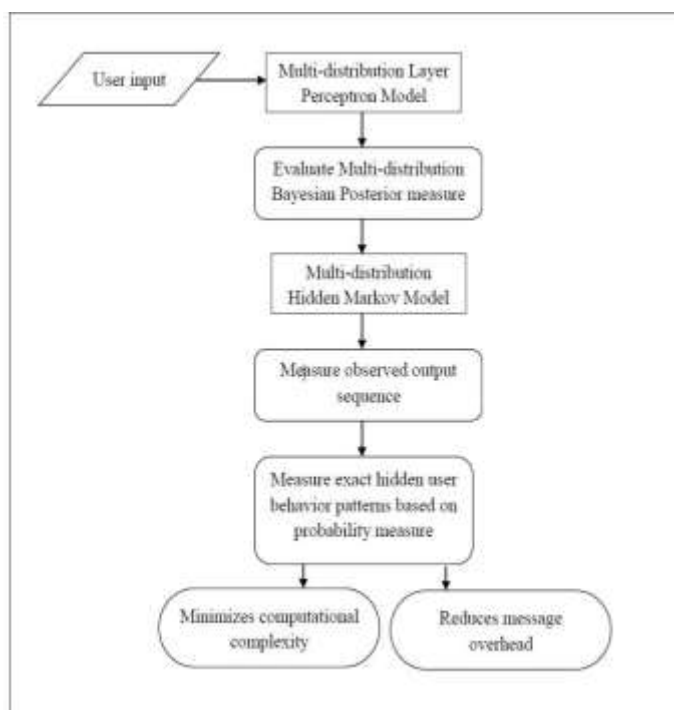 User input
Multi-distribution Layer
Perceptron Model
Evaluate Multi-distribution
Bayesian Posterior measure
Multi-distribution
Hidden Markov Model
Measure observed output
sequence
Measure exact hidden user
behavior patterns based on
probability measure
Minimizes computational
complexity
Reduces message
overhead